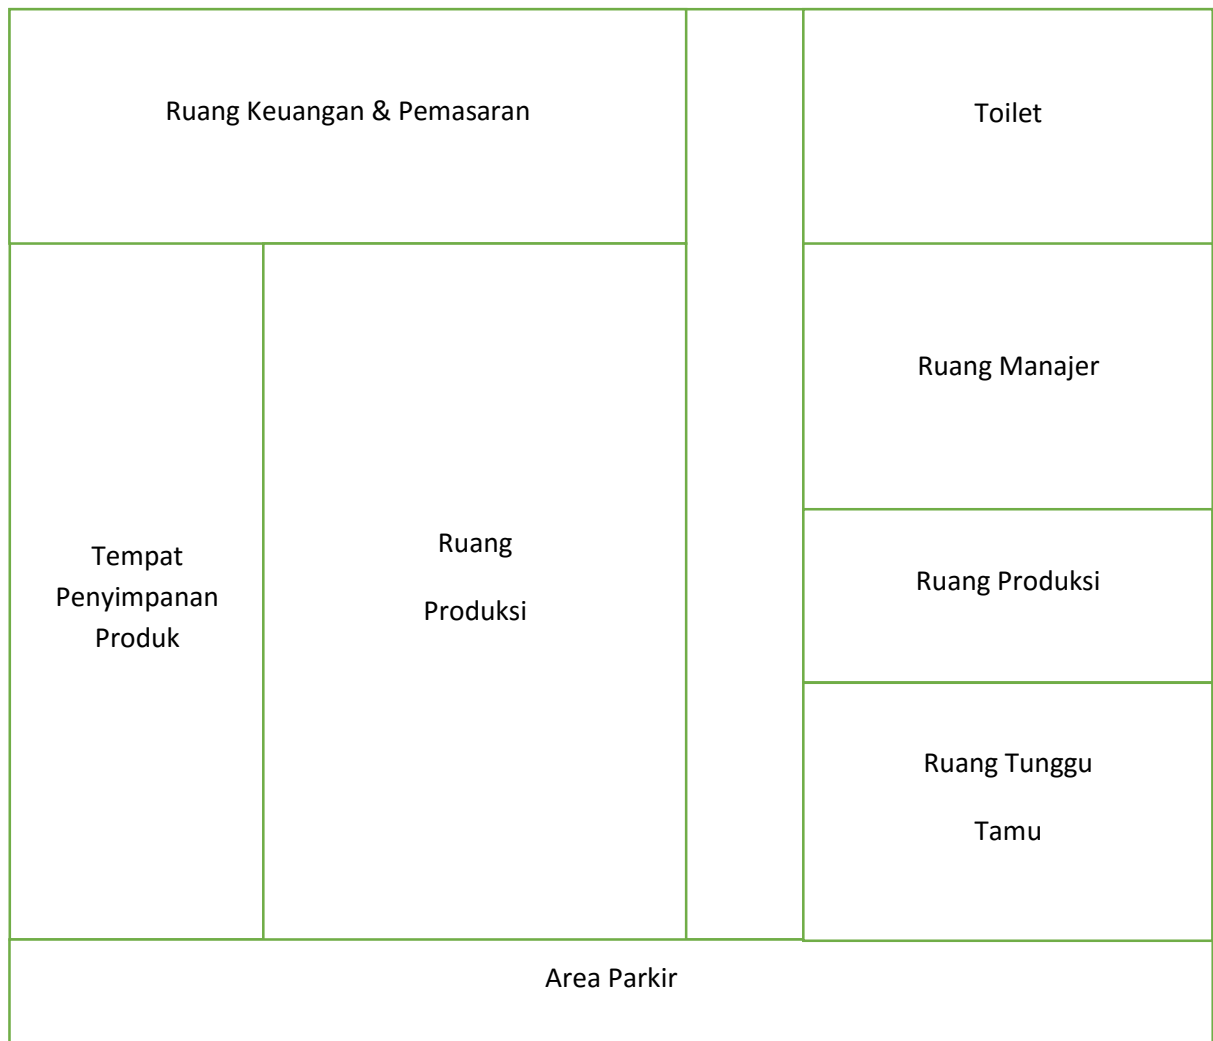 Ruang Keuangan & Pemasaran
Toilet
Ruang Manajer
Tempat
Penyimpanan
Produk
Ruang
Produksi
Ruang Produksi
Ruang Tunggu
Tamu
Area Parkir